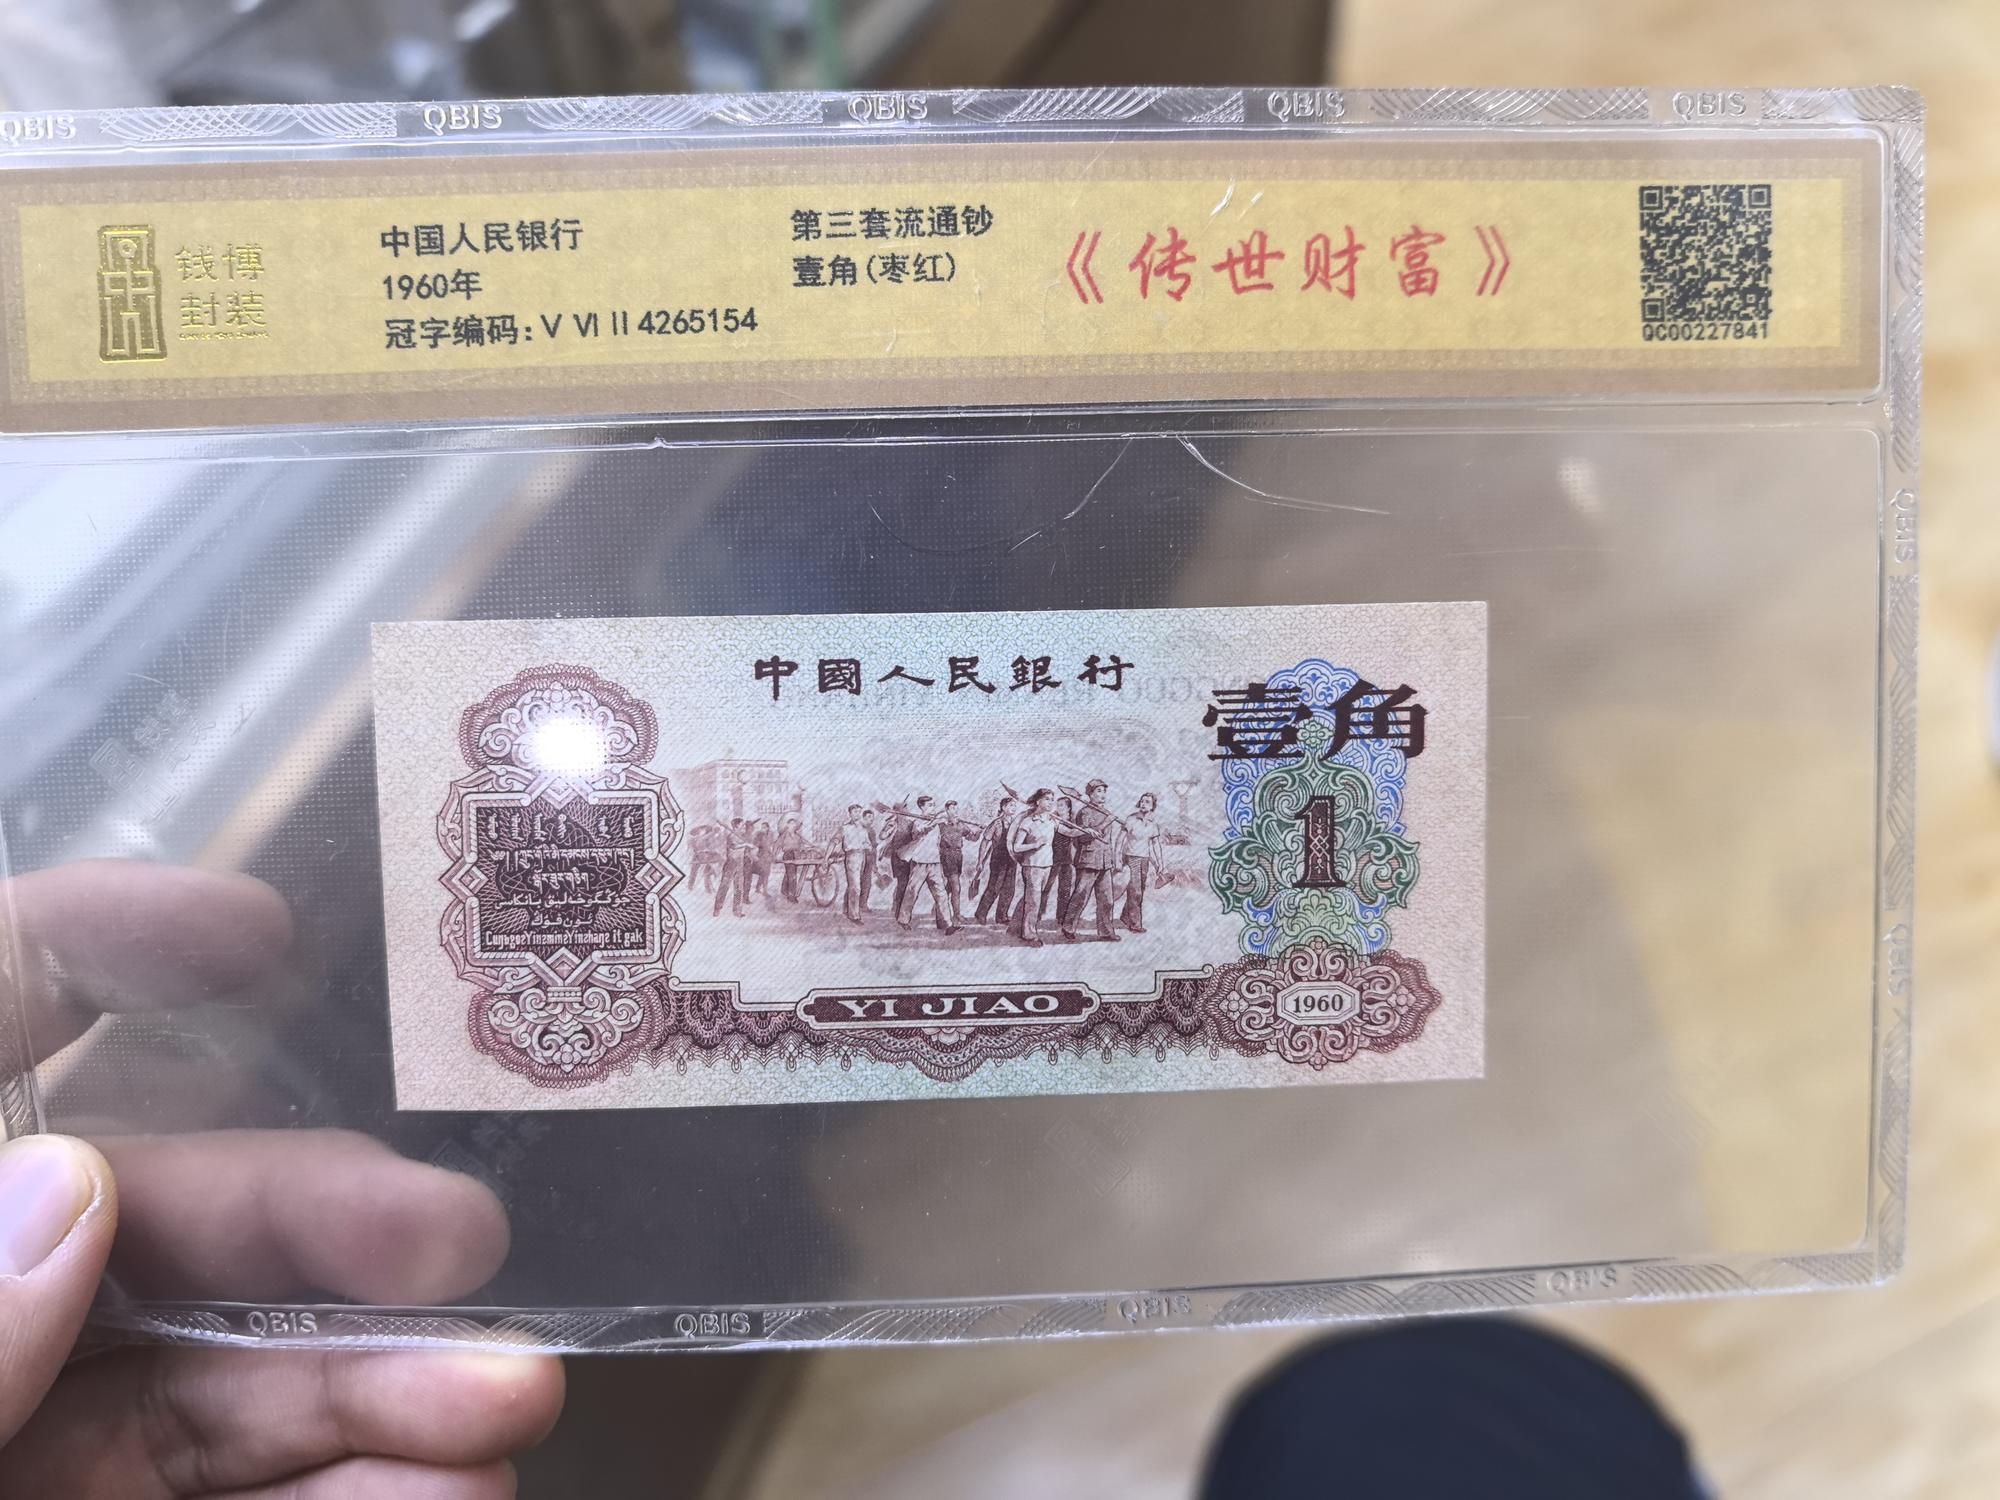 QBIS QBIS QBIS QBIS QBIS
钱博
封装
中国人民银行
1960年
冠字编码:V VI II 4265154
第三套流通钞
壹角(枣红)
《传世财富》
QC00227841
中國人民銀行
壹角
1
YI JIAO
1960
QBIS
QBIS
QBIS QBIS QBIS QBIS